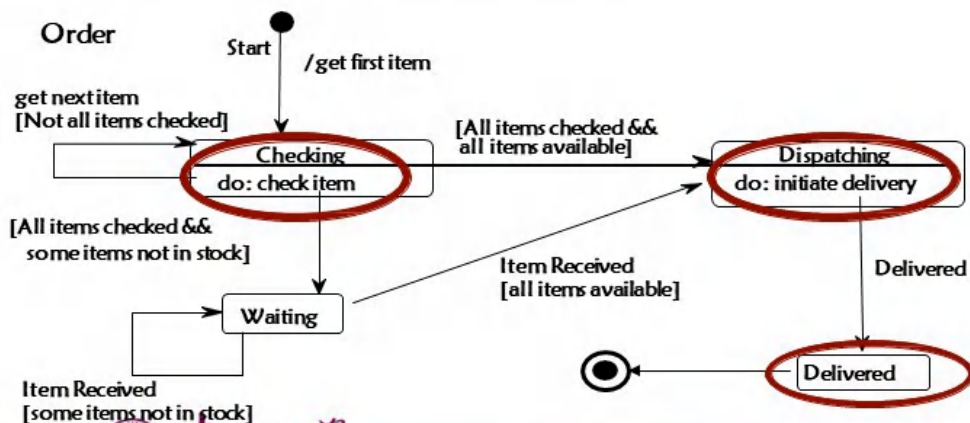 Order
Start
/get first item
get next item
[Not all items checked]
[All items checked &&
all items available]
Checking
do: check item
Dispatching
do: initiate delivery
[All items checked &&
some items not in stock]
Item Received
[all items available]
Delivered
Waiting
Delivered
Item Received
[some items not in stock]